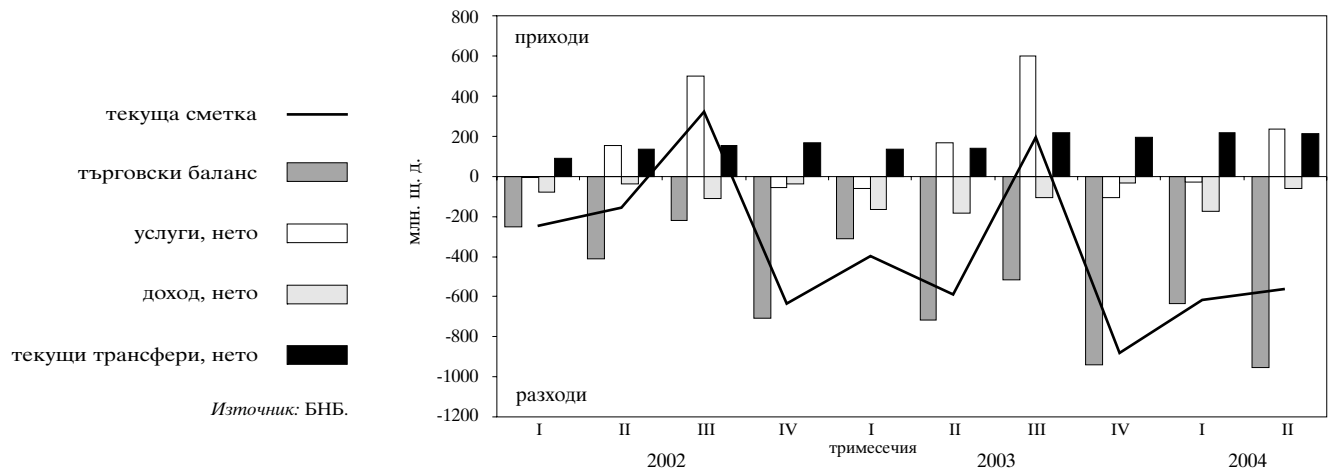 текуща сметка
търговски баланс
услуги, нето
доход, нето
текущи трансфери, нето
Източник: БНБ.
млн. щ. д.
800
600
400
200
0
-200
-400
-600
-800
-1000
-1200
приходи
разходи
I II III IV I II III IV I II
тримесечия
2002 2003 2004